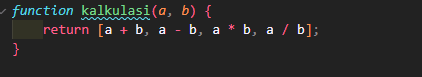 function kalkulasi(a, b) {
    return [a + b, a - b, a * b, a / b];
}